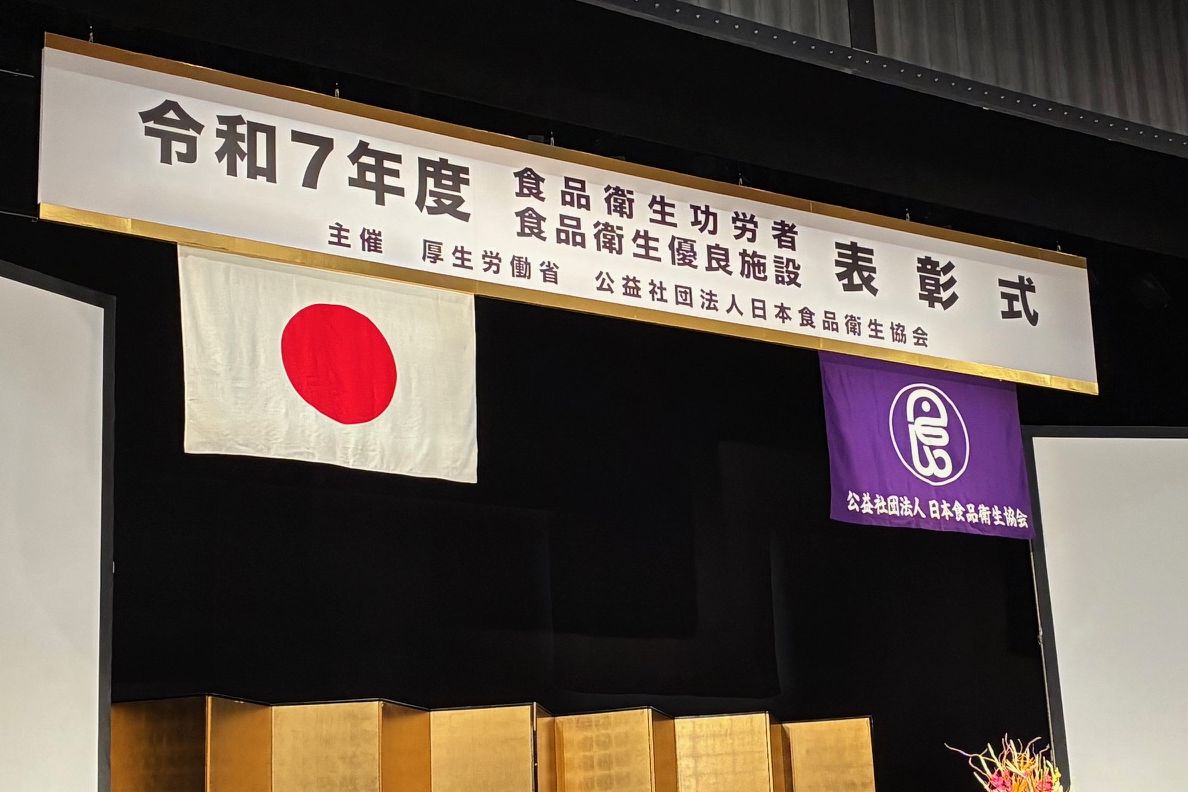 令和7年度
食品衛生功労者
食品衛生優良施設
表彰式
主催　厚生労働省　公益社団法人日本食品衛生協会
公益社団法人 日本食品衛生協会